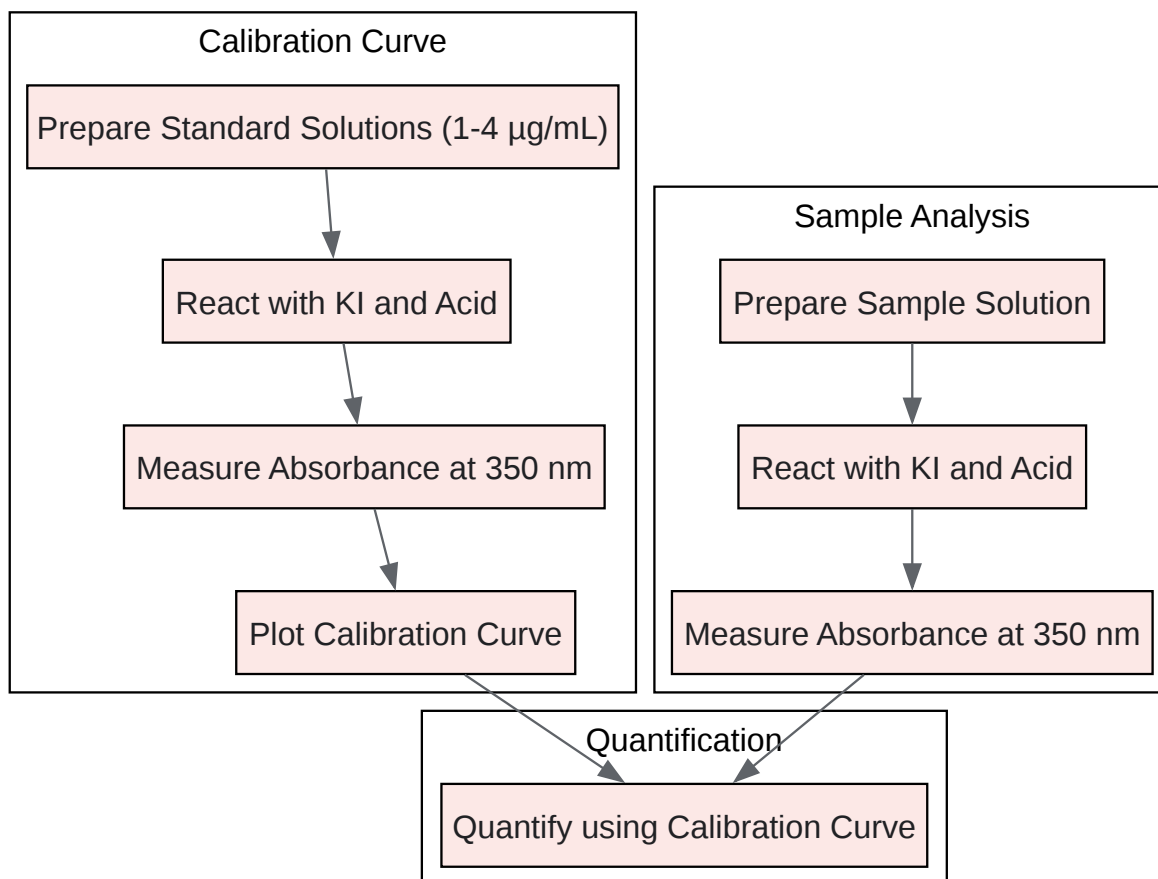 Calibration Curve
Prepare Standard Solutions (1-4 µg/mL)
React with KI and Acid
Measure Absorbance at 350 nm
Plot Calibration Curve
Sample Analysis
Prepare Sample Solution
React with KI and Acid
Measure Absorbance at 350 nm
Quantification
Quantify using Calibration Curve